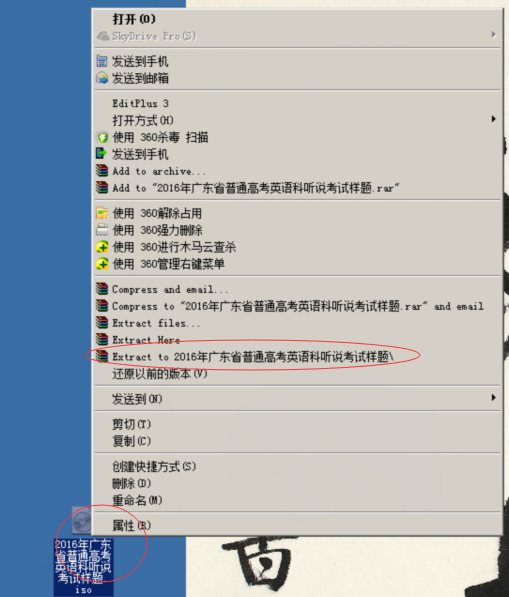 打开(O)
SkyDrive Pro(S)
发送到手机
发送到邮箱
EditPlus 3
打开方式(H)
使用 360杀毒 扫描
发送到手机
Add to archive...
Add to "2016年广东省普通高考英语科听说考试样题.rar"
使用 360解除占用
使用 360强力删除
使用 360进行木马云查杀
使用 360管理右键菜单
Compress and email...
Compress to "2016年广东省普通高考英语科听说考试样题.rar" and email
Extract files...
Extract Here
Extract to 2016年广东省普通高考英语科听说考试样题\
还原以前的版本(V)
发送到(N)
剪切(T)
复制(C)
创建快捷方式(S)
删除(D)
重命名(M)
属性(R)
2016年广东
省普通高考
英语科听说
考试样题.
iso
百